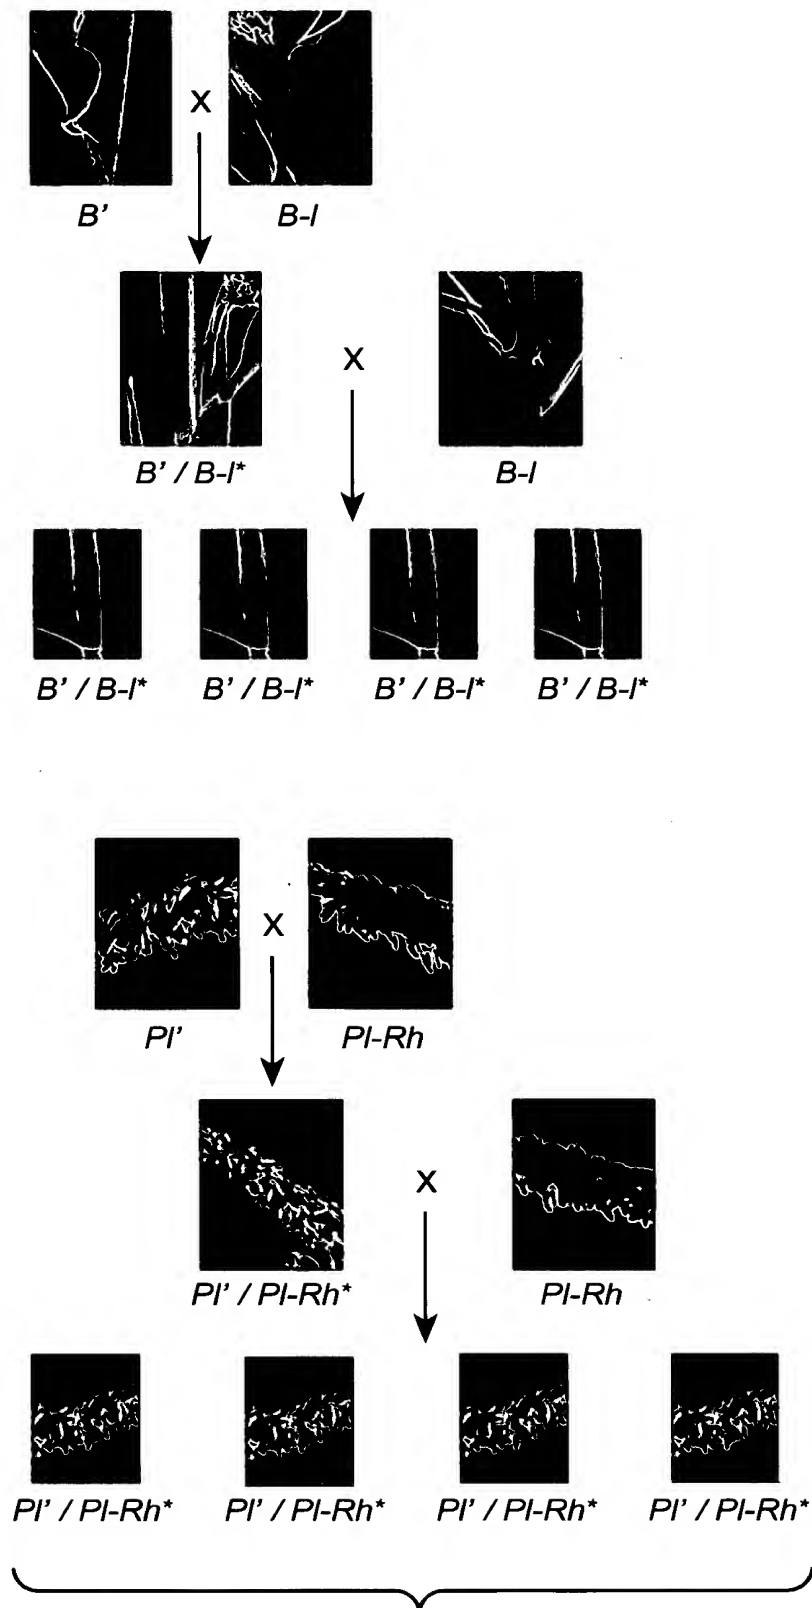 X
B’ B-I
X
B’ / B-I* B-I
B’ / B-I* B’ / B-I* B’ / B-I* B’ / B-I*
X
Pl’ Pl-Rh
X
Pl’ / Pl-Rh* Pl-Rh
Pl’ / Pl-Rh* Pl’ / Pl-Rh* Pl’ / Pl-Rh* Pl’ / Pl-Rh*